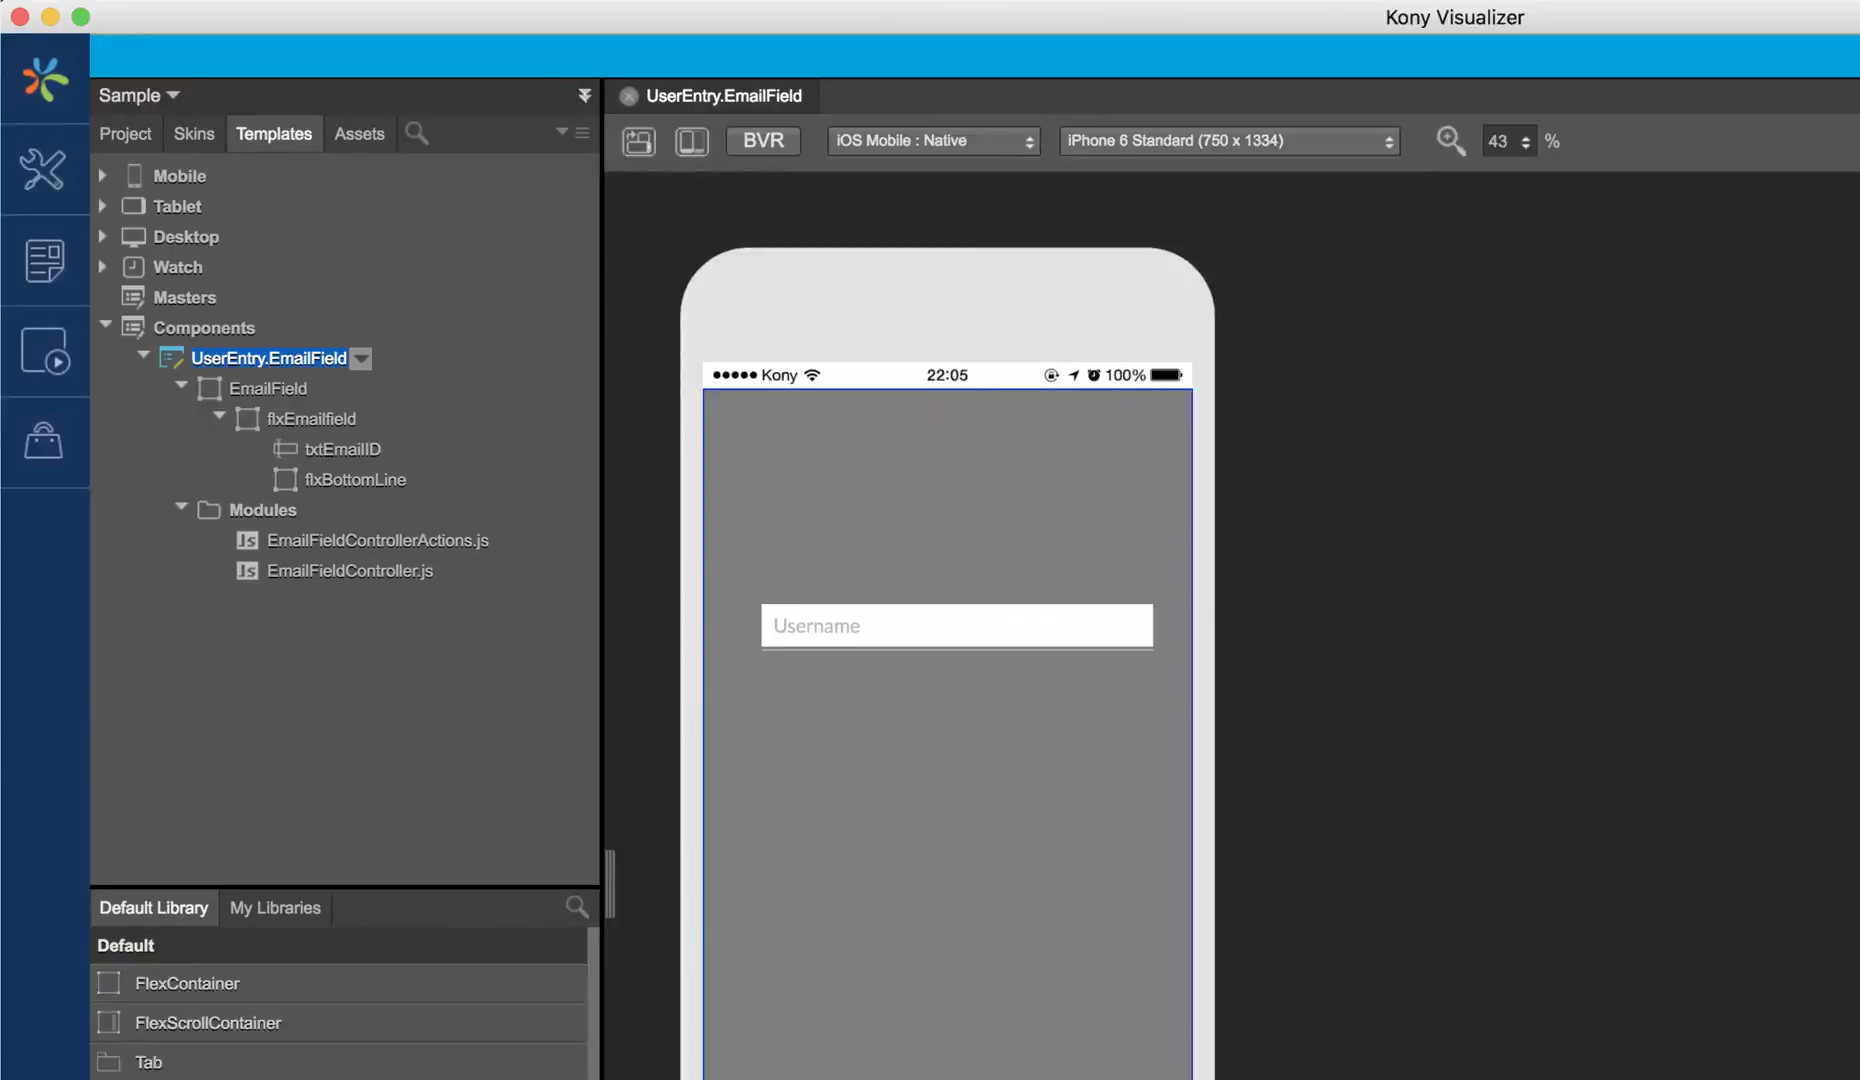 Kony Visualizer
Sample
UserEntry.EmailField
Project Skins Templates Assets
BVR iOS Mobile : Native iPhone 6 Standard (750 x 1334) 43 %
Mobile
Tablet
Desktop
Watch
Masters
Components
UserEntry.EmailField
EmailField
flxEmailfield
txtEmailID
flxBottomLine
Modules
Js EmailFieldControllerActions.js
Js EmailFieldController.js
Kony 22:05 100%
Username
Default Library My Libraries
Default
FlexContainer
FlexScrollContainer
Tab